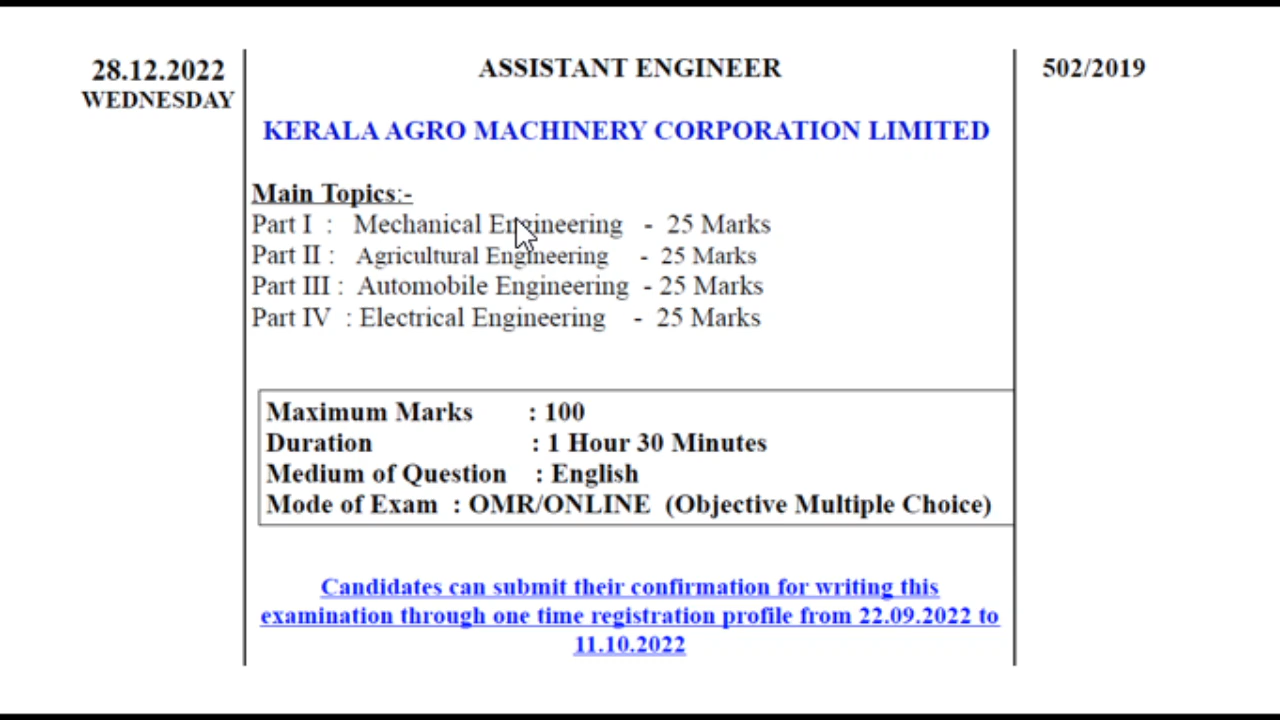 28.12.2022
WEDNESDAY
ASSISTANT ENGINEER
502/2019
KERALA AGRO MACHINERY CORPORATION LIMITED
Main Topics:-
Part I : Mechanical Engineering - 25 Marks
Part II : Agricultural Engineering - 25 Marks
Part III : Automobile Engineering - 25 Marks
Part IV : Electrical Engineering - 25 Marks
Maximum Marks : 100
Duration : 1 Hour 30 Minutes
Medium of Question : English
Mode of Exam : OMR/ONLINE (Objective Multiple Choice)
Candidates can submit their confirmation for writing this
examination through one time registration profile from 22.09.2022 to
11.10.2022